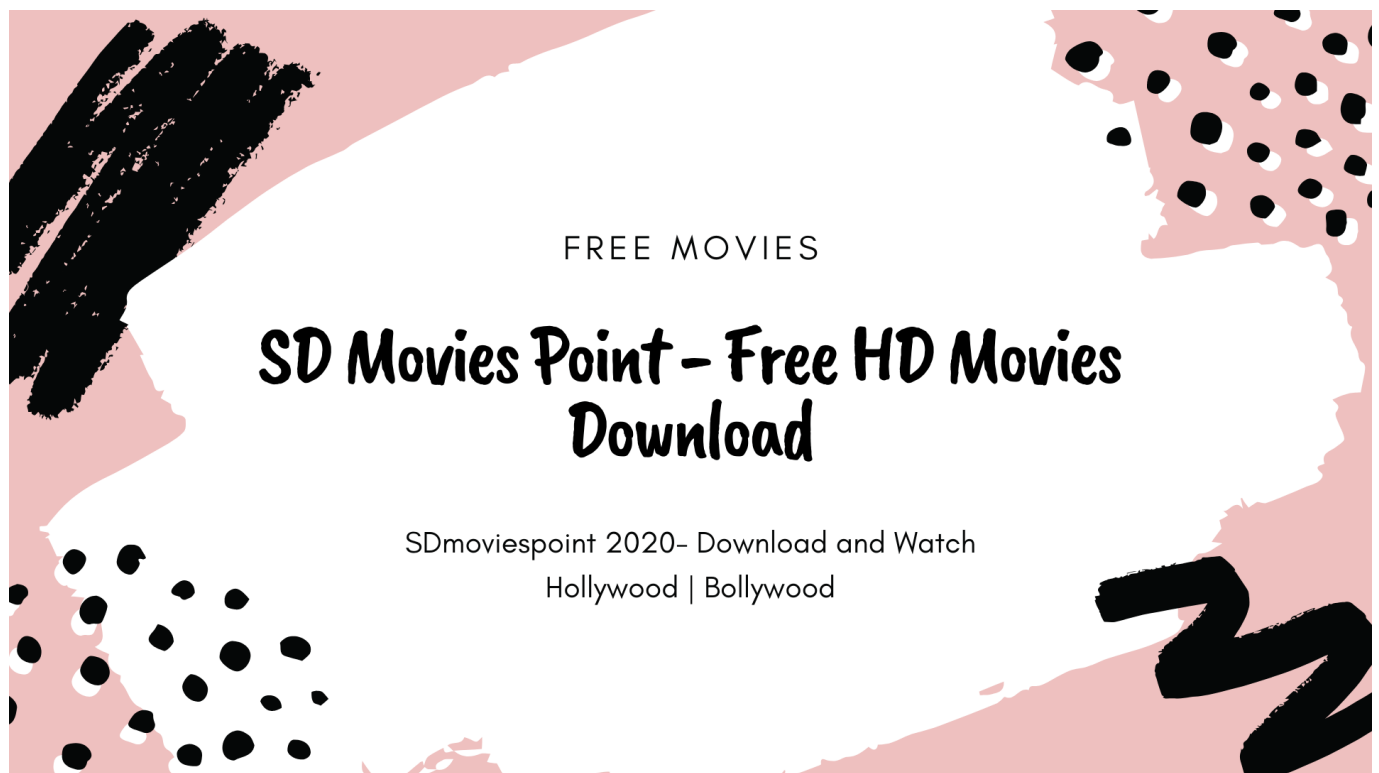 FREE MOVIES
SD Movies Point - Free HD Movies
Download
SDmoviespoint 2020- Download and Watch
Hollywood | Bollywood